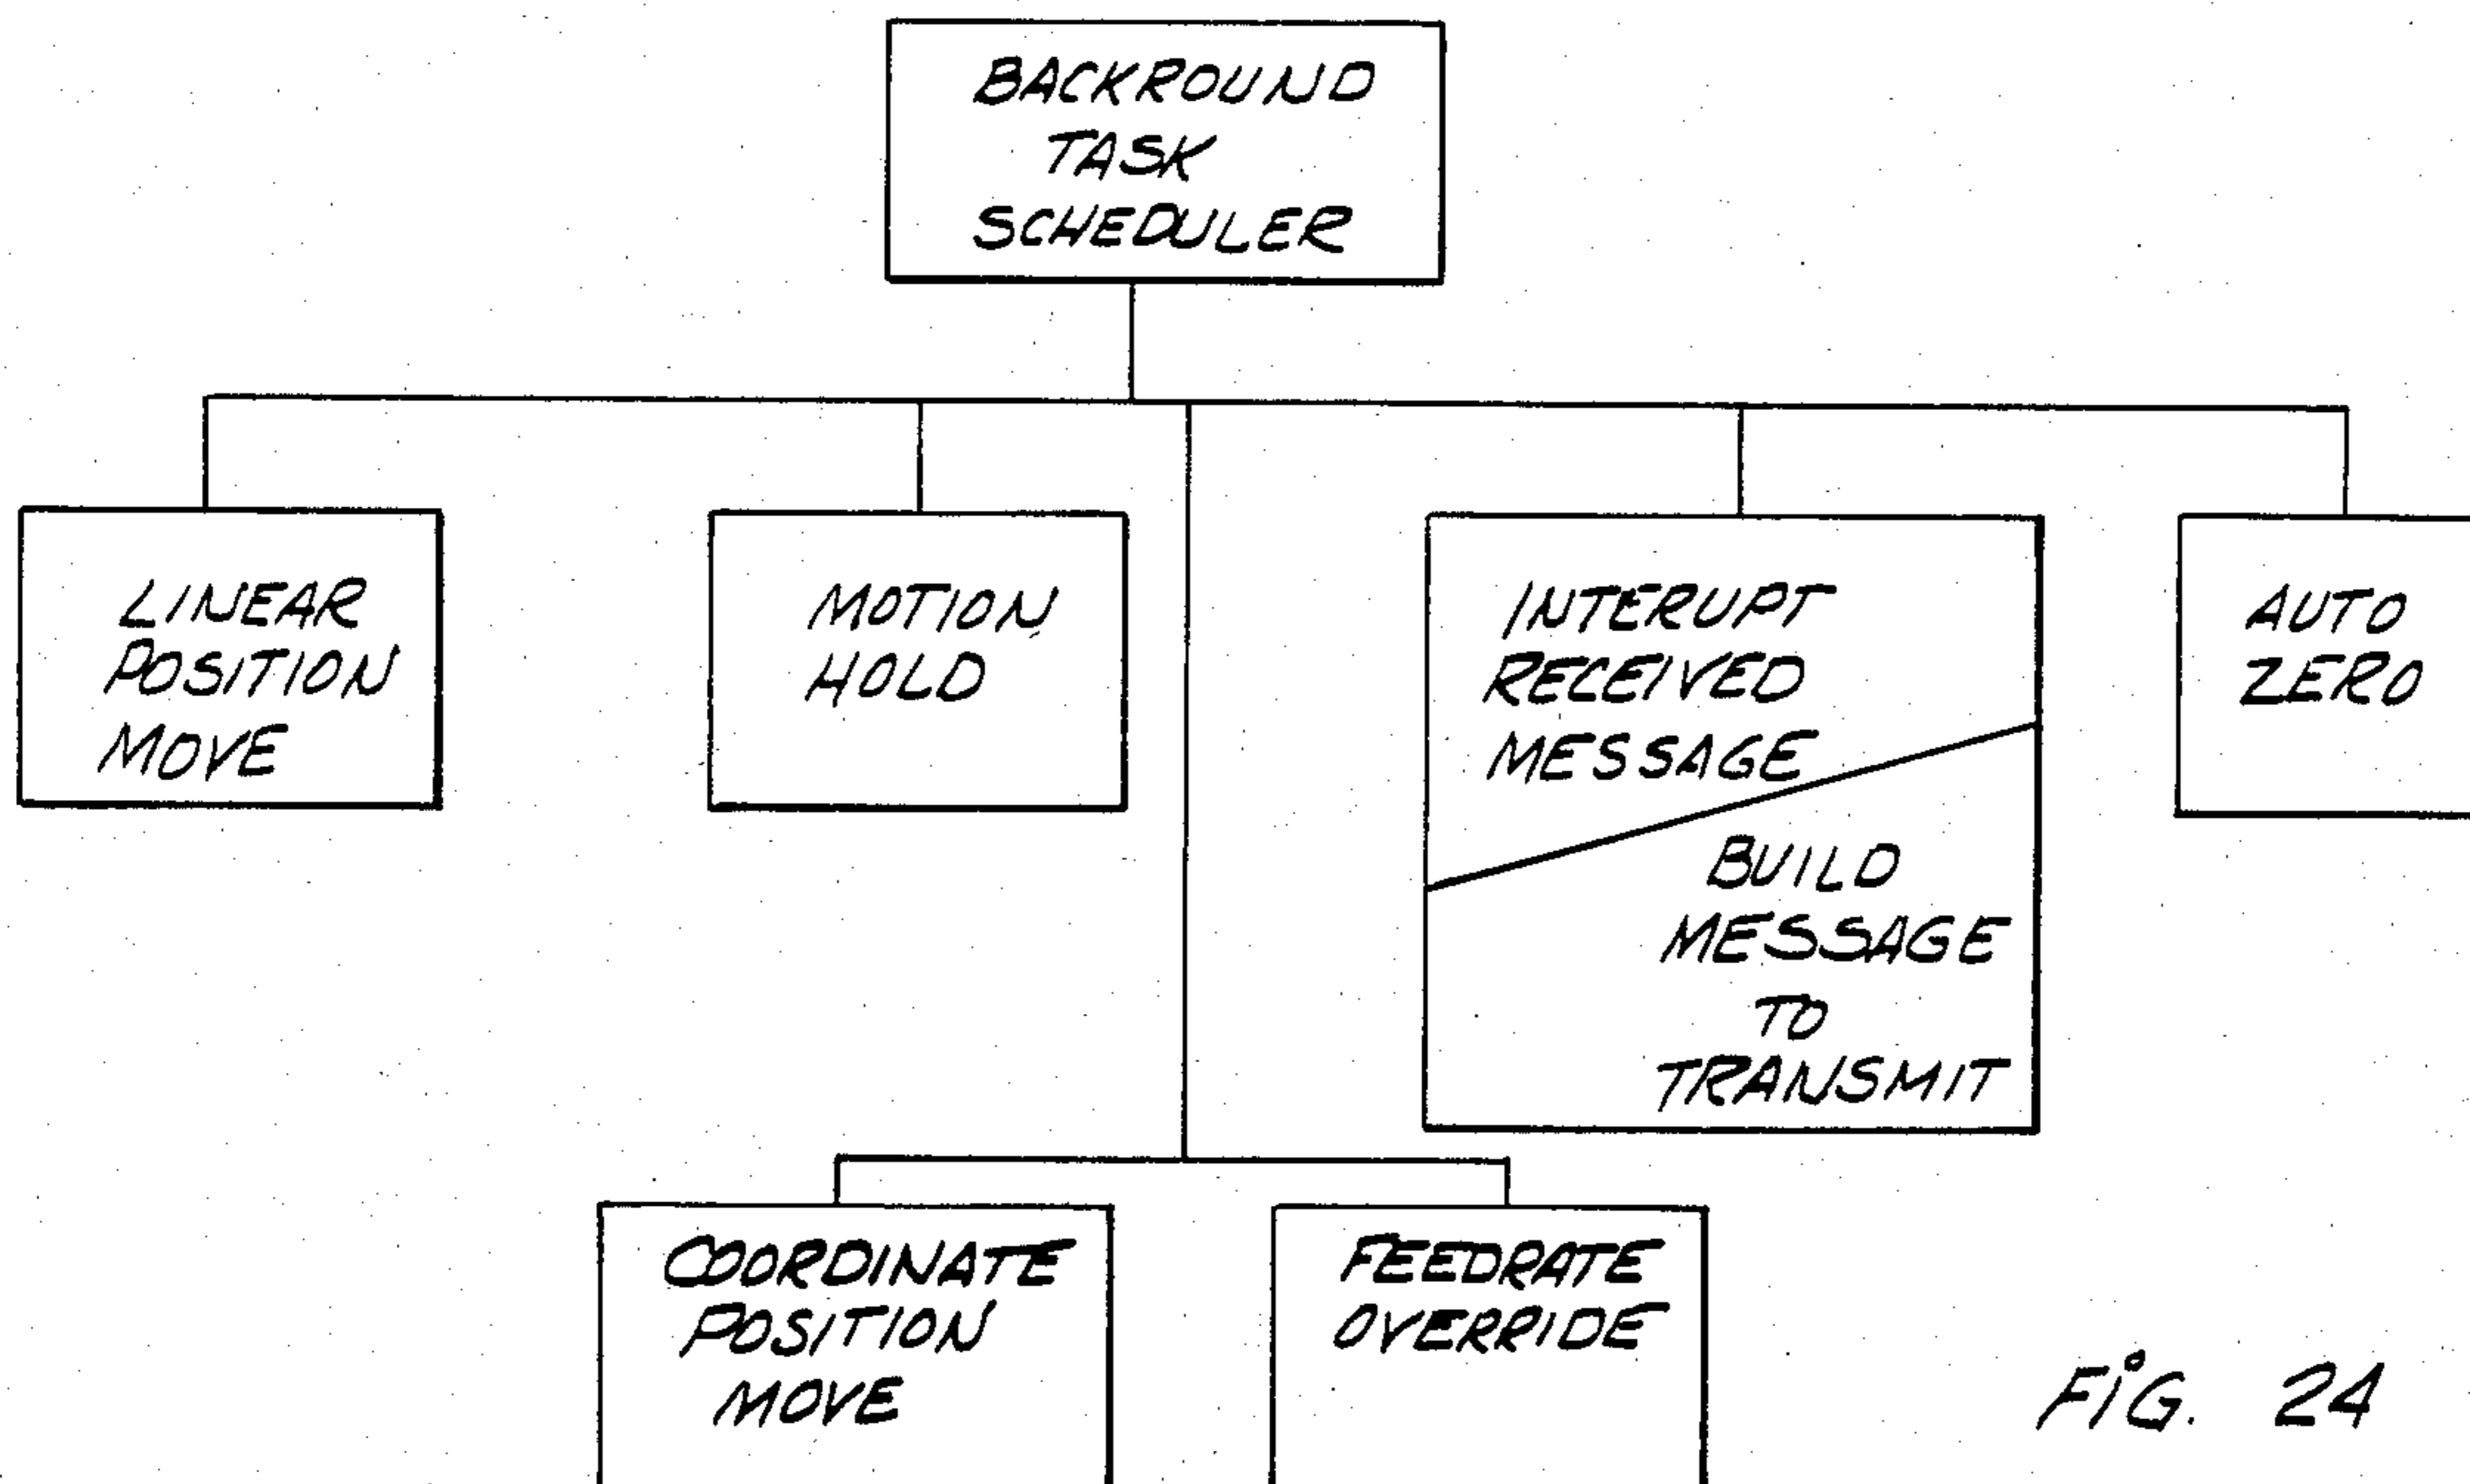 BACKROUND
TASK
SCHEDULER
LINEAR
POSITION
MOVE
MOTION
HOLD
INTERUPT
RECEIVED
MESSAGE
BUILD
MESSAGE
TO
TRANSMIT
AUTO
ZERO
COORDINATE
POSITION
MOVE
FEEDRATE
OVERRIDE
FIG. 24